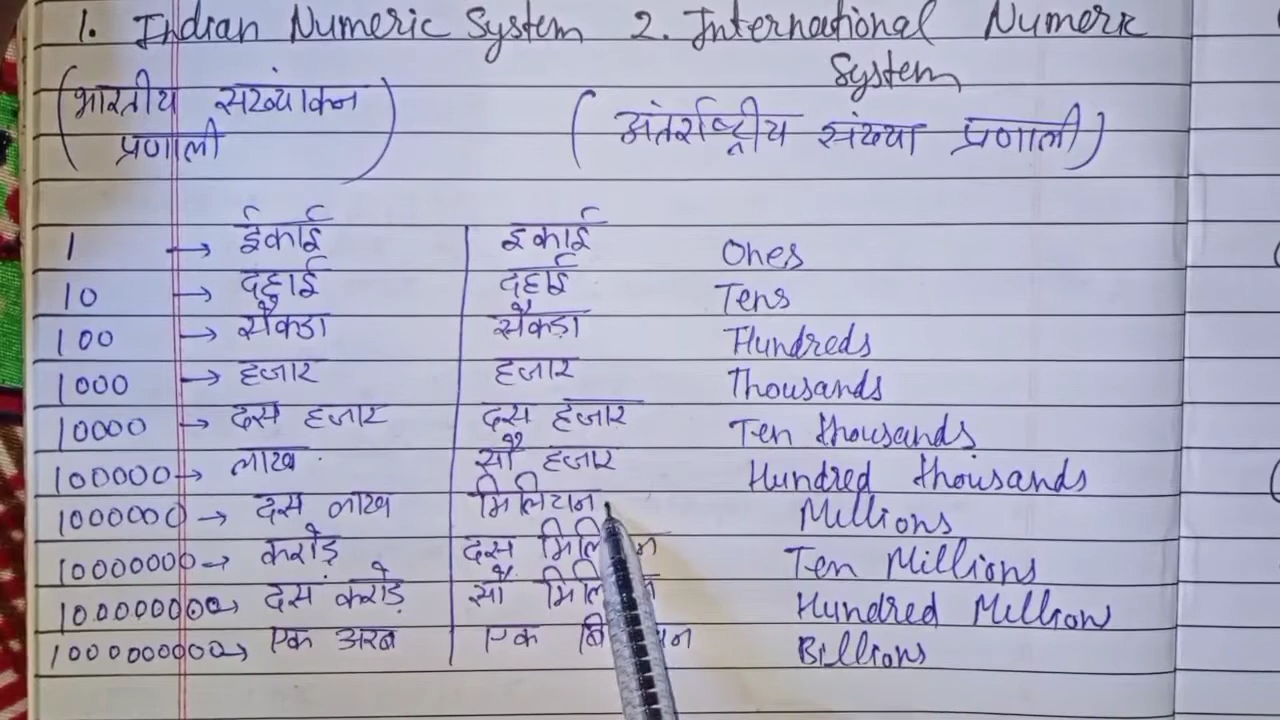 1. Indian Numeric System 2. International Numeric
System
(भारतीय संख्यांकन
प्रणाली)
(अंतर्राष्ट्रीय संख्या प्रणाली)
1 → ईकाई इकाई Ones
10 → दहाई दहाई Tens
100 → सैकडा सैकड़ा Hundreds
1000 → हजार हजार Thousands
10000 → दस हजार दस हजार Ten thousands
100000 → लाख सौ हजार Hundred thousands
1000000 → दस लाख मिलियन Millions
10000000 → करोड़ दस Ten Millions
100000000 → दस करोड़ सौ Hundred Million
1000000000 → एक अरब एक Billions